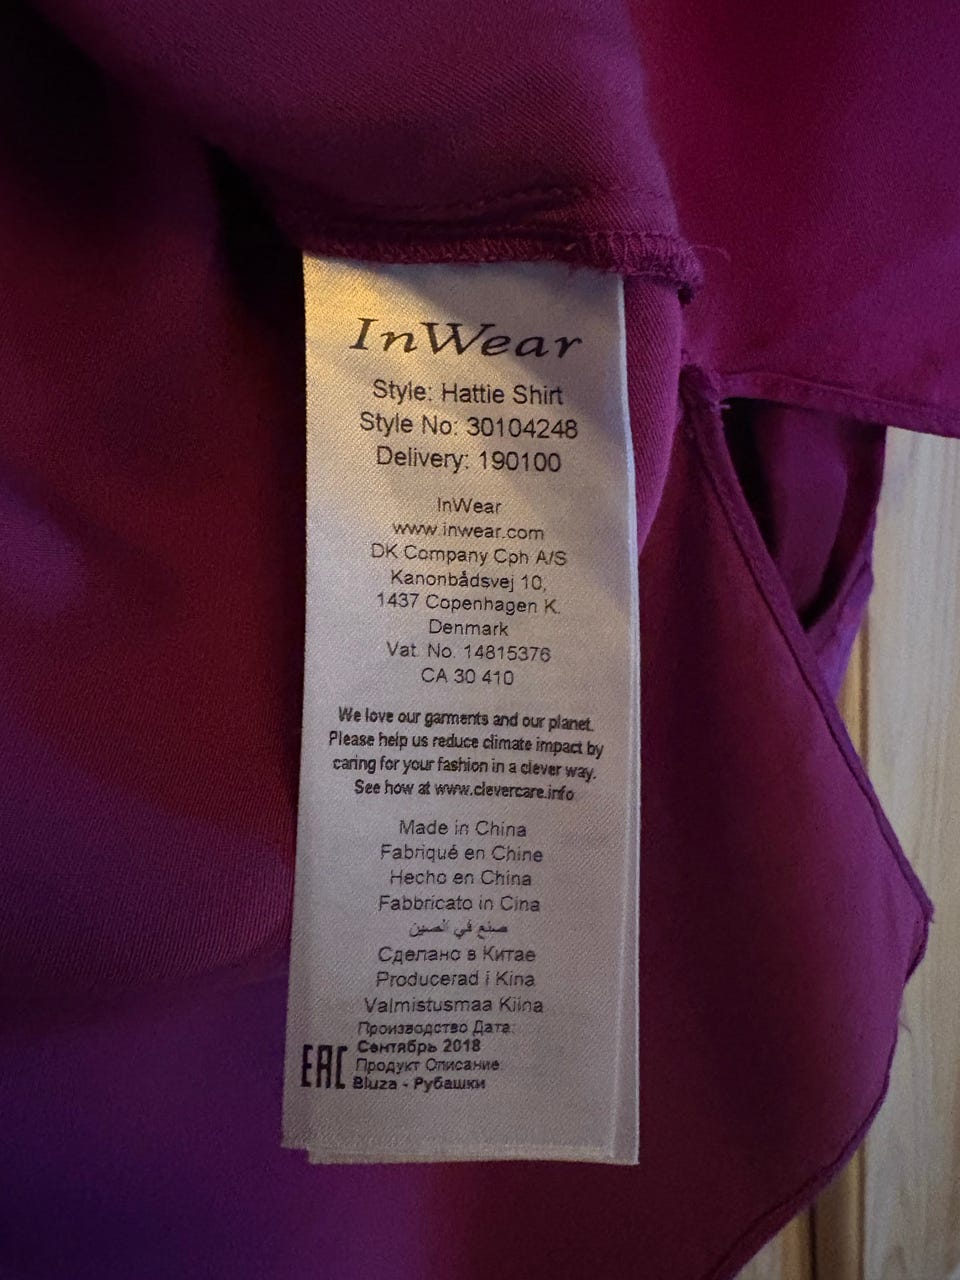 InWear
Style: Hattie Shirt
Style No: 30104248
Delivery: 190100
InWear
www.inwear.com
DK Company Cph A/S
Kanonbådsvej 10,
1437 Copenhagen K.
Denmark
Vat. No. 14815376
CA 30 410
We love our garments and our planet.
Please help us reduce climate impact by
caring for your fashion in a clever way.
See how at www.clevercare.info
Made in China
Fabriqué en Chine
Hecho en China
Fabbricato in Cina
صنع في الصين
Сделано в Китае
Producerad i Kina
Valmistusmaa Kiina
Производство Дата:
Сентябрь 2018
Продукт Описание:
Bluza - Рубашки
EAC